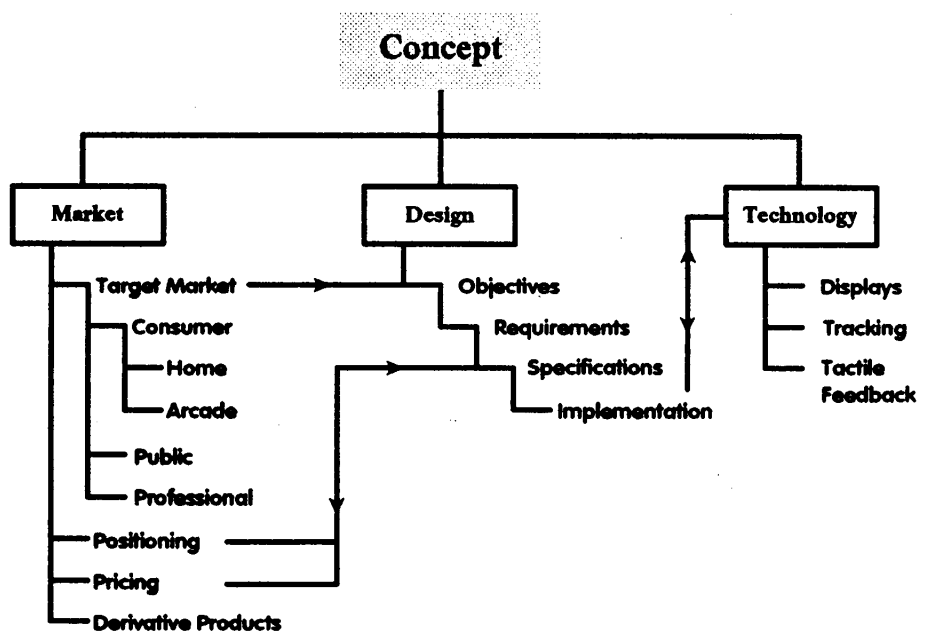 Concept
Market
Design
Technology
Target Market
Objectives
Displays
Consumer
Requirements
Tracking
Home
Specifications
Tactile
Feedback
Arcade
Implementation
Public
Professional
Positioning
Pricing
Derivative Products